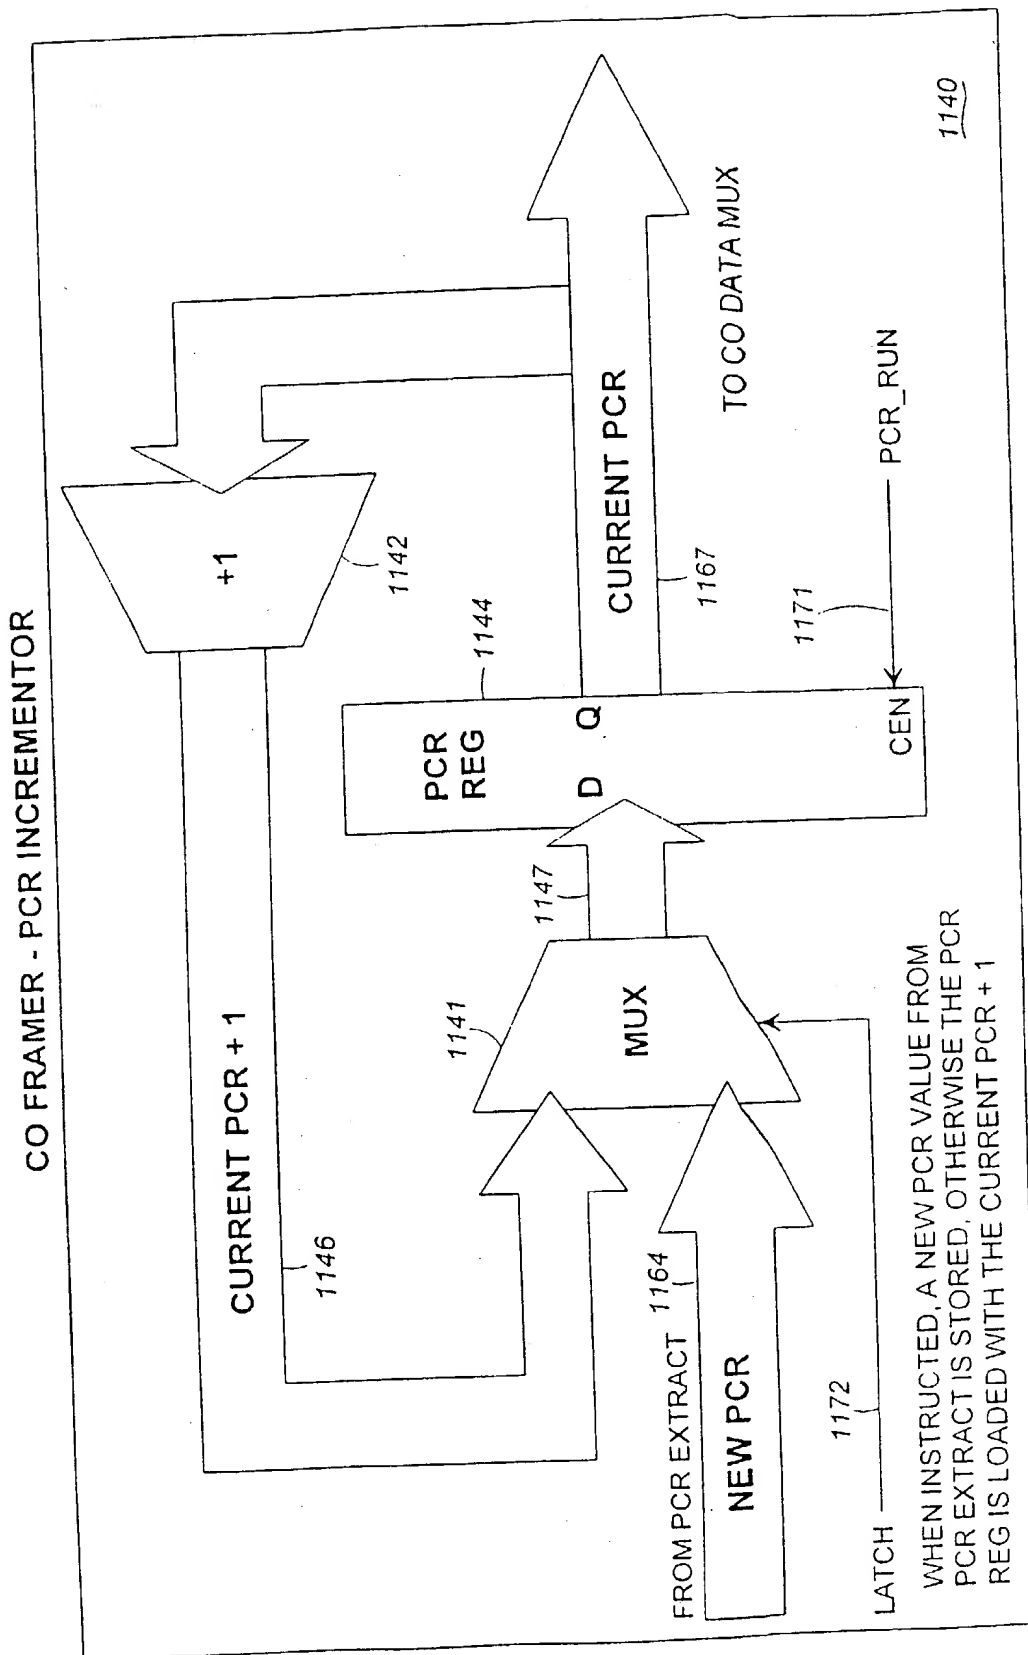 CO FRAMER - PCR INCREMENTOR
CURRENT PCR + 1
1146
+1
1142
FROM PCR EXTRACT
1164
NEW PCR
1141
MUX
1147
PCR
REG
1144
D
Q
CEN
CURRENT PCR
1167
TO CO DATA MUX
1171
PCR_RUN
LATCH
1172
WHEN INSTRUCTED, A NEW PCR VALUE FROM
PCR EXTRACT IS STORED, OTHERWISE THE PCR
REG IS LOADED WITH THE CURRENT PCR + 1
1140